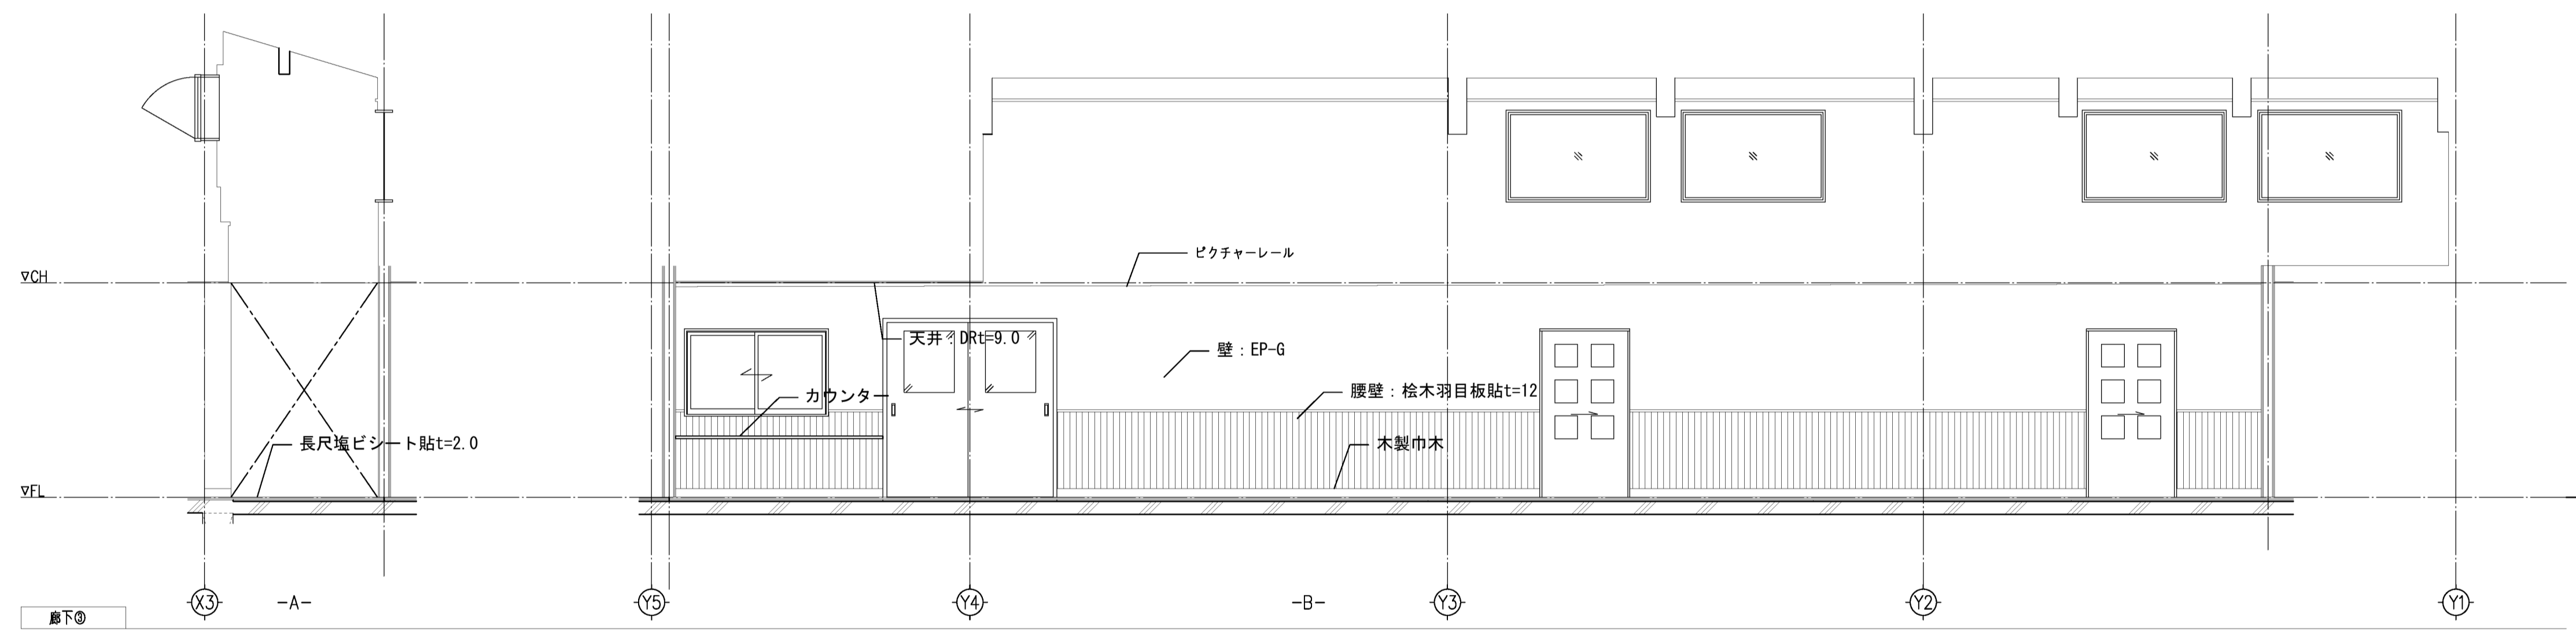 ピクチャーレール
▽CH
天井：DRt=9.0
壁：EP-G
カウンター
腰壁：桧木羽目板貼t=12
長尺塩ビシート貼t=2.0
木製巾木
▽FL
X3
-A-
Y5
Y4
-B-
Y3
Y2
Y1
廊下③